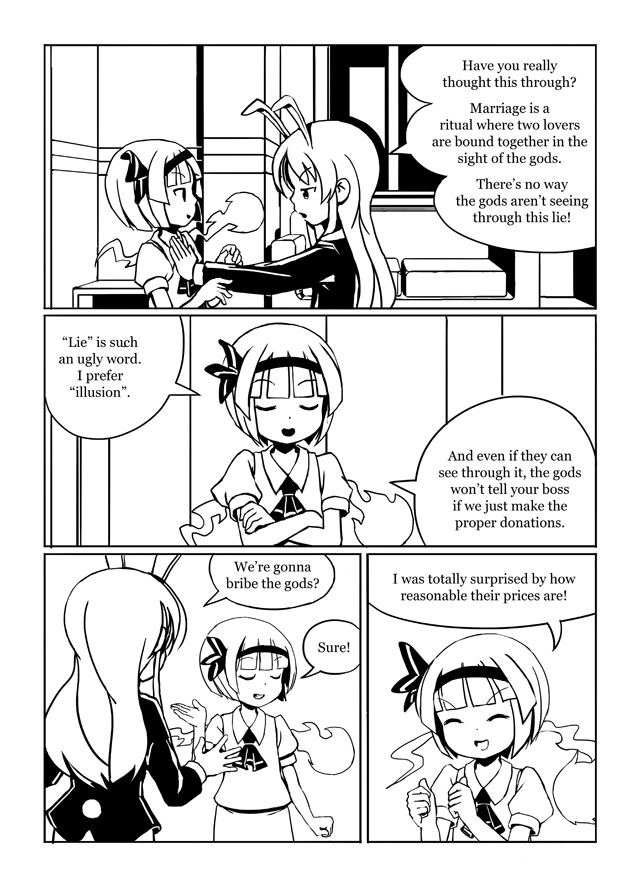 Have you really
thought this through?
Marriage is a
ritual where two lovers
are bound together in the
sight of the gods.
There's no way
the gods aren't seeing
through this lie!
“Lie” is such
an ugly word.
I prefer
“illusion”.
And even if they can
see through it, the gods
won't tell your boss
if we just make the
proper donations.
We're gonna
bribe the gods?
Sure!
I was totally surprised by how
reasonable their prices are!